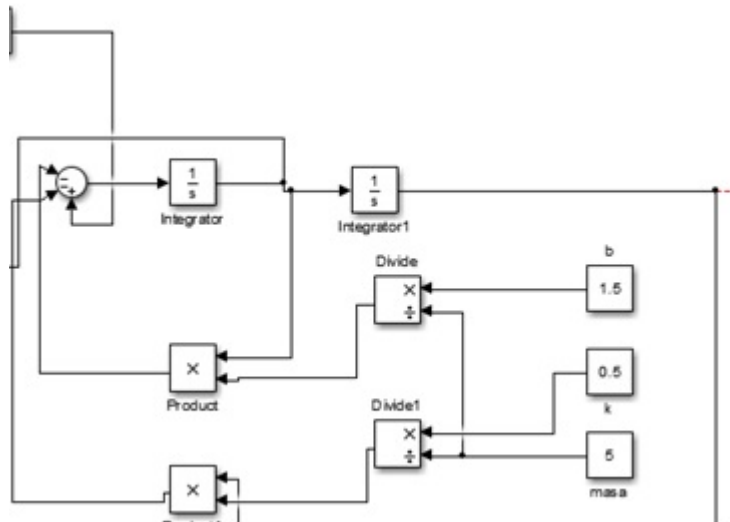 1
s
Integrator
1
s
Integrator1
Divide
×
÷
b
1.5
×
Product
Divide1
×
÷
0.5
k
5
masa
×